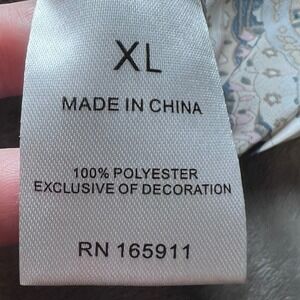 XL
MADE IN CHINA
100% POLYESTER
EXCLUSIVE OF DECORATION
RN 165911